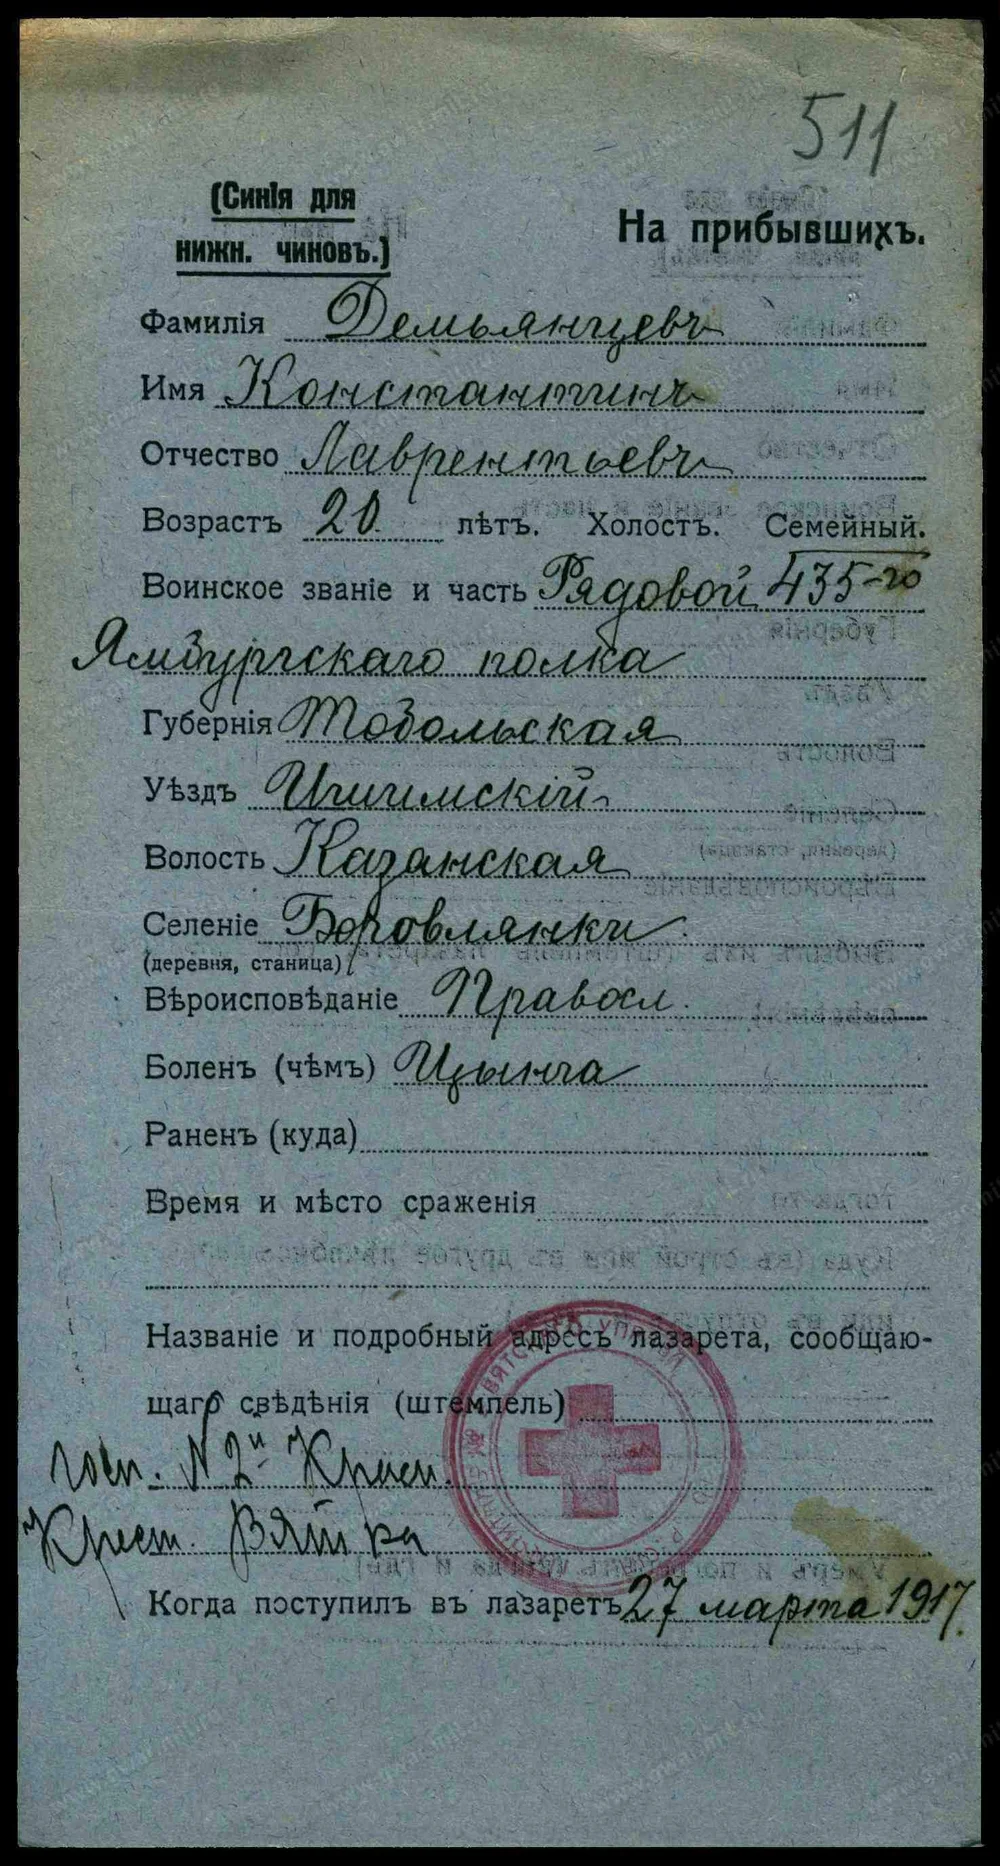 511
(Синія для
нижн. чиновъ.)
На прибывшихъ.
Фамилія Демьянцевъ
Имя Константинъ
Отчество Лаврентьевъ
Возрастъ 20 лѣтъ. Холостъ. Семейный.
Воинское званіе и часть Рядовой 435-го
Ямбургскаго полка
Губернія Тобольская
Уѣздъ Ишимскій
Волость Казанская
Селеніе Боровлянки
(деревня, станица)
Вѣроисповѣданіе Правосл.
Боленъ (чѣмъ) Цынга
Раненъ (куда)
Время и мѣсто сраженія
Названіе и подробный адресъ лазарета, сообщаю-
щаго свѣдѣнія (штемпель)
госп. N 2й Красн.
Крест. Вятка
Когда поступилъ въ лазаретъ 27 марта 1917.